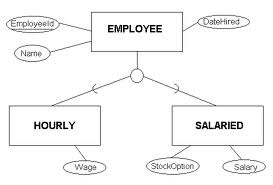 EmployeeId
DateHired
EMPLOYEE
Name
HOURLY
SALARIED
Wage
StockOption
Salary